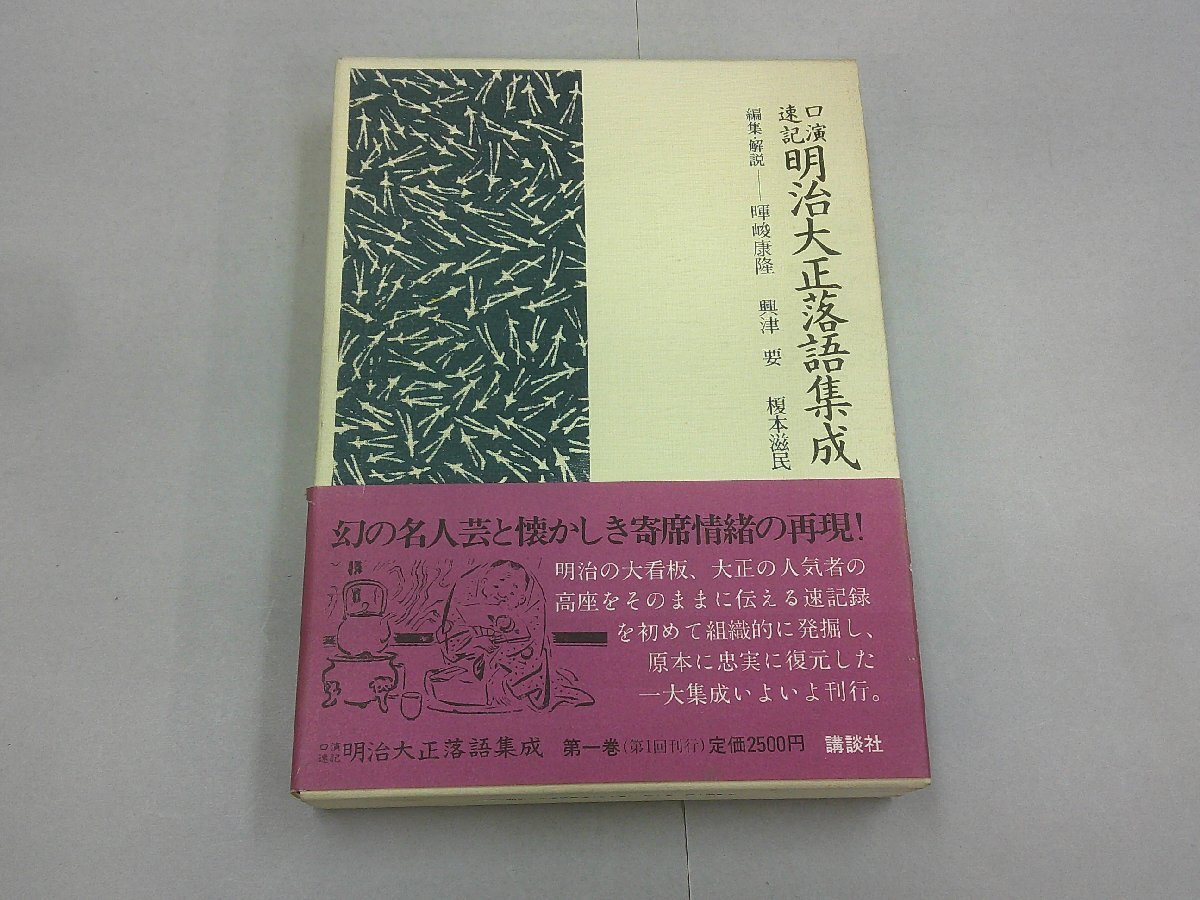 口演
速記
明治大正落語集成
編集・解説――暉峻康隆　興津　要　榎本滋民
幻の名人芸と懐かしき寄席情緒の再現!
明治の大看板、大正の人気者の
高座をそのままに伝える速記録
を初めて組織的に発掘し、
原本に忠実に復元した
一大集成いよいよ刊行。
口演
速記
明治大正落語集成　第一巻(第1回刊行)定価2500円　講談社